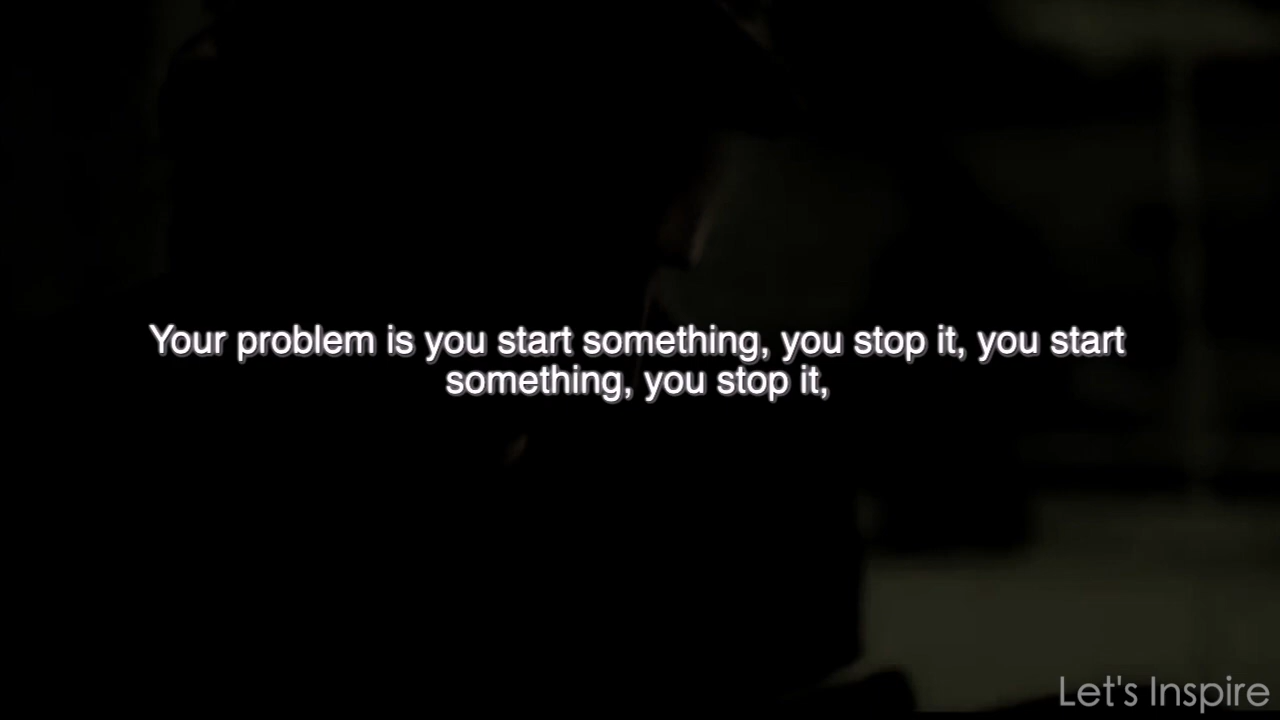 Your problem is you start something, you stop it, you start
something, you stop it,
Let's Inspire